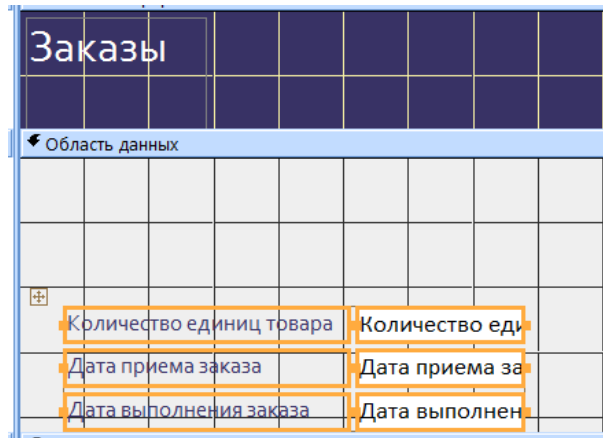 Заказы
Область данных
Количество единиц товара Количество еди
Дата приема заказа Дата приема за
Дата выполнения заказа Дата выполнен